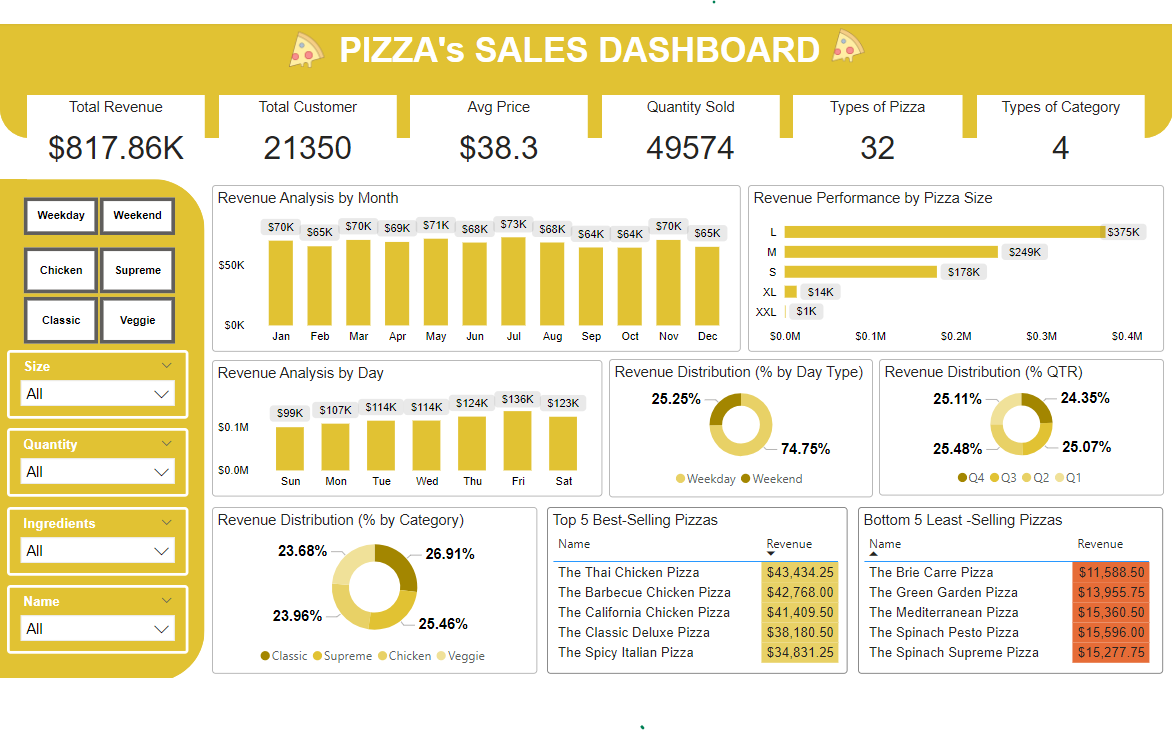 PIZZA's SALES DASHBOARD
Total Revenue
$817.86K
Total Customer
21350
Avg Price
$38.3
Quantity Sold
49574
Types of Pizza
32
Types of Category
4
Weekday
Weekend
Chicken
Supreme
Classic
Veggie
Size
All
Quantity
All
Ingredients
All
Name
All
Revenue Analysis by Month
$70K $65K $70K $69K $71K $68K $73K $68K $64K $64K $70K $65K
$50K
$0K
Jan Feb Mar Apr May Jun Jul Aug Sep Oct Nov Dec
Revenue Performance by Pizza Size
L $375K
M $249K
S $178K
XL $14K
XXL $1K
$0.0M $0.1M $0.2M $0.3M $0.4M
Revenue Analysis by Day
$99K $107K $114K $114K $124K $136K $123K
$0.1M
$0.0M
Sun Mon Tue Wed Thu Fri Sat
Revenue Distribution (% by Day Type)
25.25%
74.75%
Weekday Weekend
Revenue Distribution (% QTR)
25.11% 24.35%
25.48% 25.07%
Q4 Q3 Q2 Q1
Revenue Distribution (% by Category)
23.68% 26.91%
23.96% 25.46%
Classic Supreme Chicken Veggie
Top 5 Best-Selling Pizzas
Name Revenue
The Thai Chicken Pizza $43,434.25
The Barbecue Chicken Pizza $42,768.00
The California Chicken Pizza $41,409.50
The Classic Deluxe Pizza $38,180.50
The Spicy Italian Pizza $34,831.25
Bottom 5 Least -Selling Pizzas
Name Revenue
The Brie Carre Pizza $11,588.50
The Green Garden Pizza $13,955.75
The Mediterranean Pizza $15,360.50
The Spinach Pesto Pizza $15,596.00
The Spinach Supreme Pizza $15,277.75